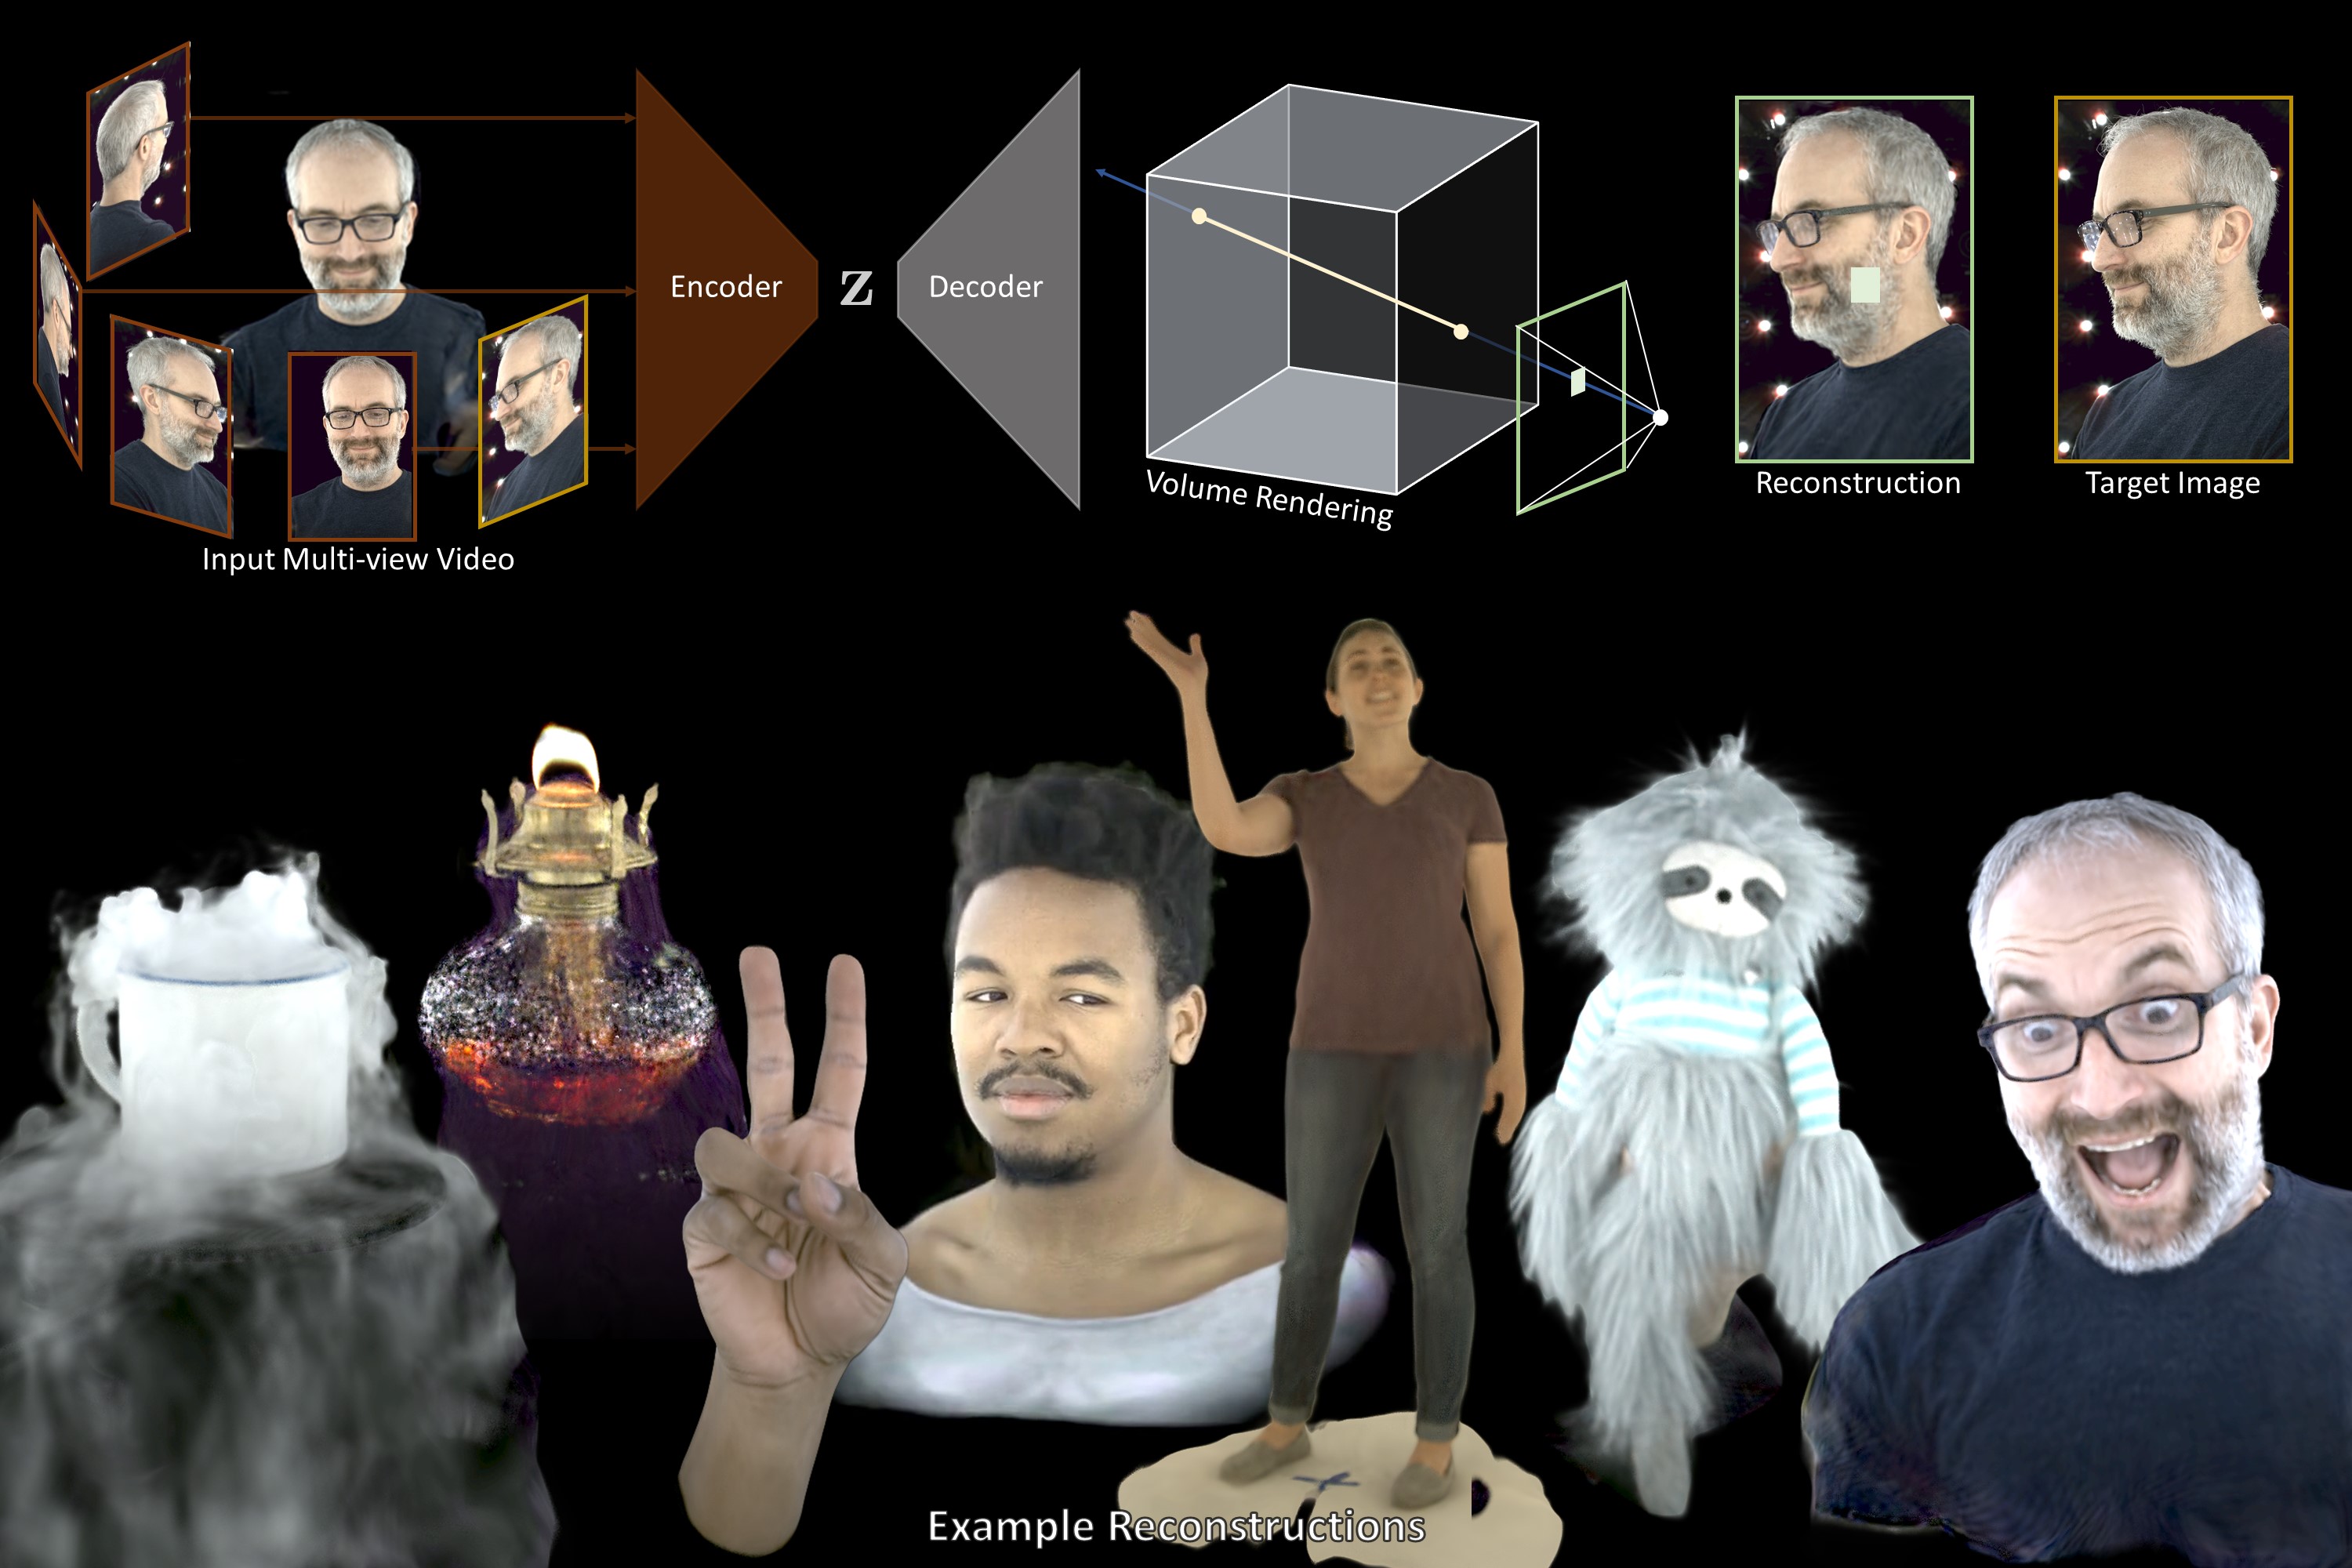 Encoder
Z
Decoder
Volume Rendering
Reconstruction
Target Image
Input Multi-view Video
Example Reconstructions